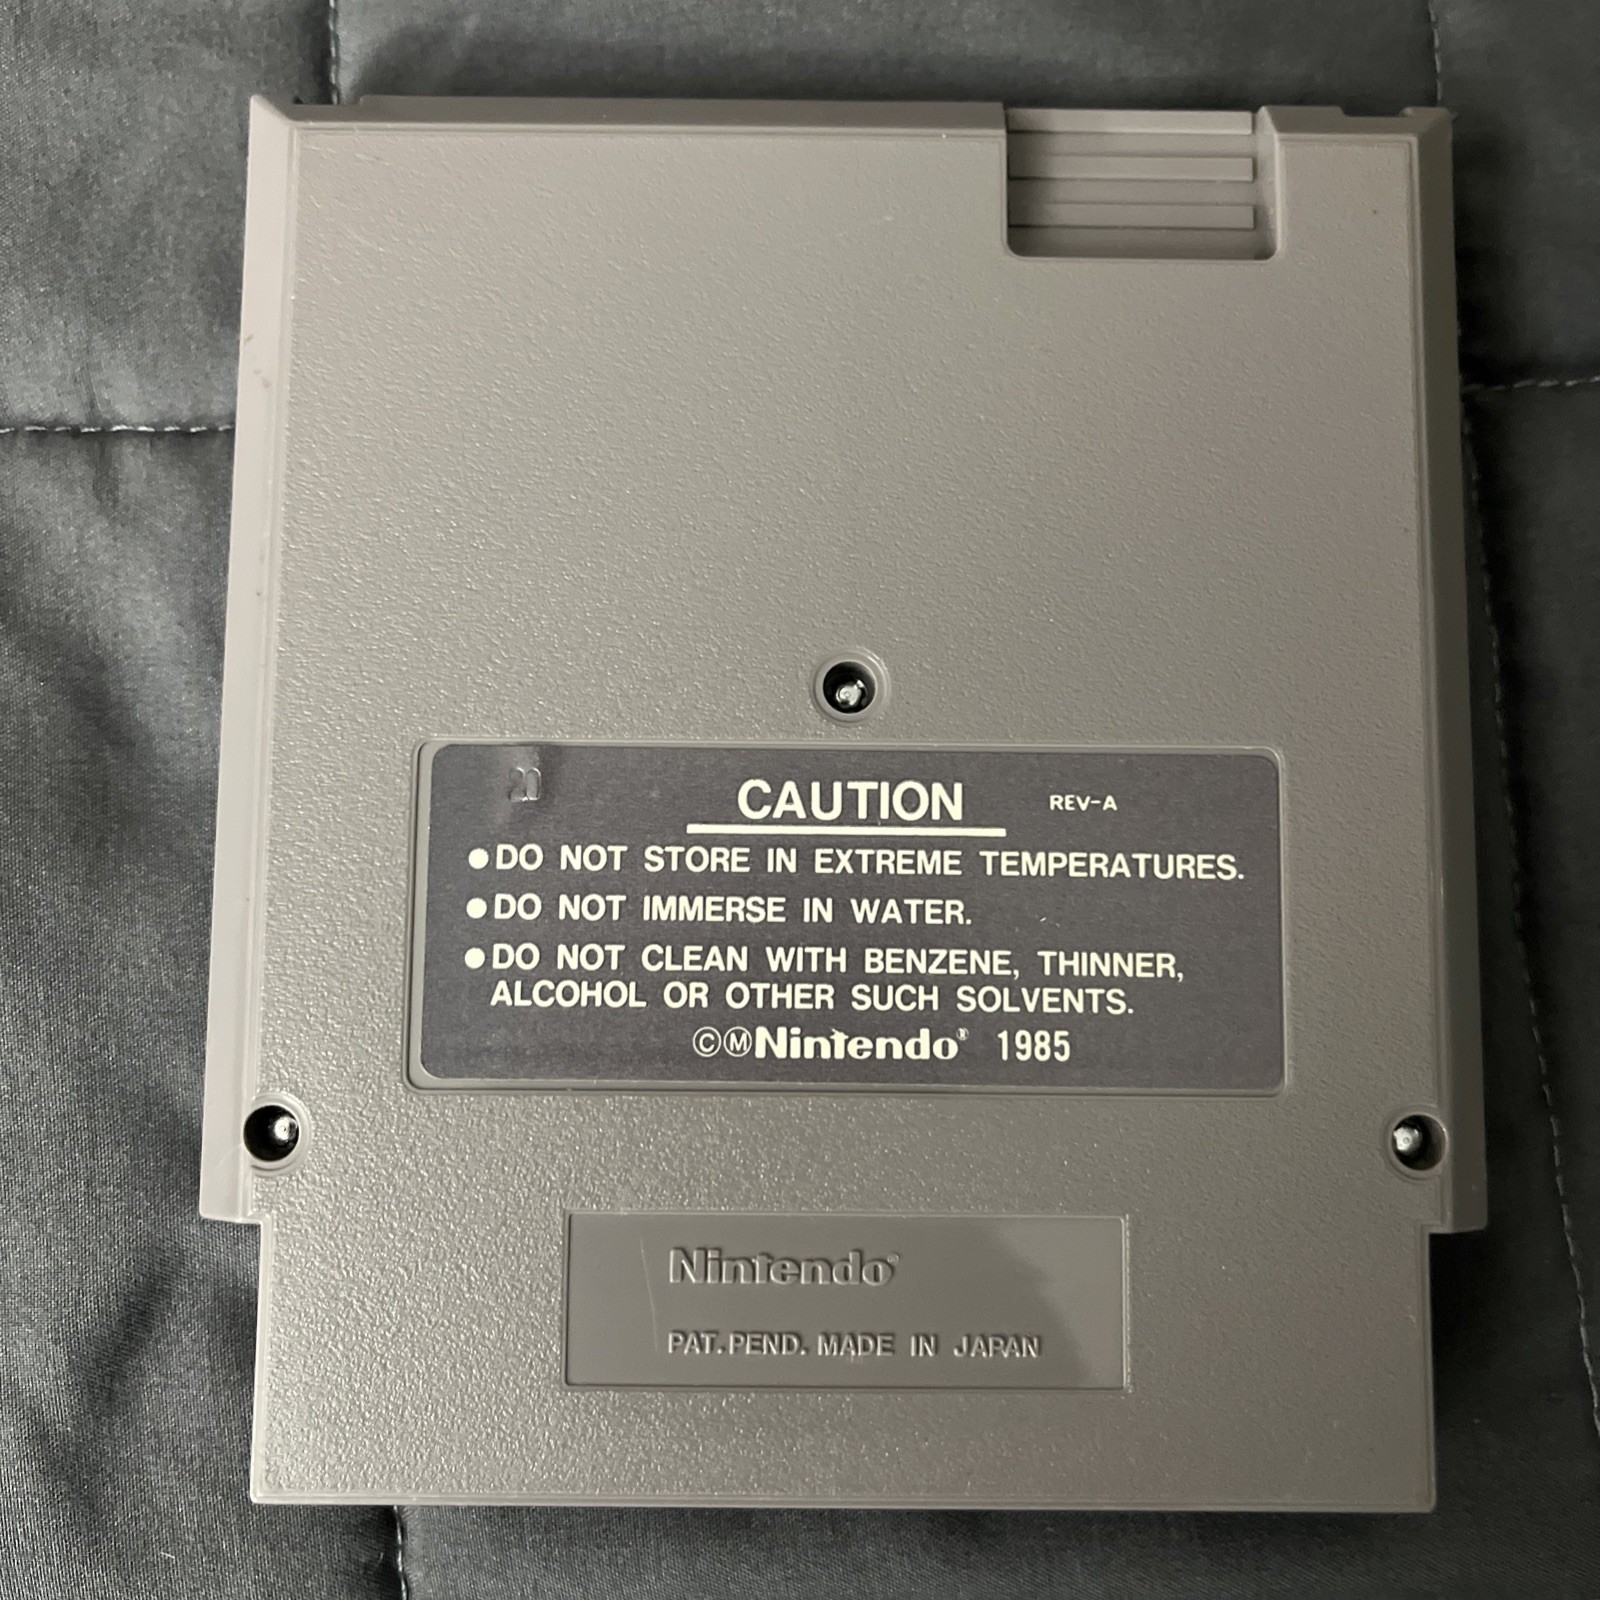 20
CAUTION REV-A
●DO NOT STORE IN EXTREME TEMPERATURES.
●DO NOT IMMERSE IN WATER.
●DO NOT CLEAN WITH BENZENE, THINNER,
ALCOHOL OR OTHER SUCH SOLVENTS.
©ⓂNintendo® 1985
Nintendo®
PAT. PEND. MADE IN JAPAN